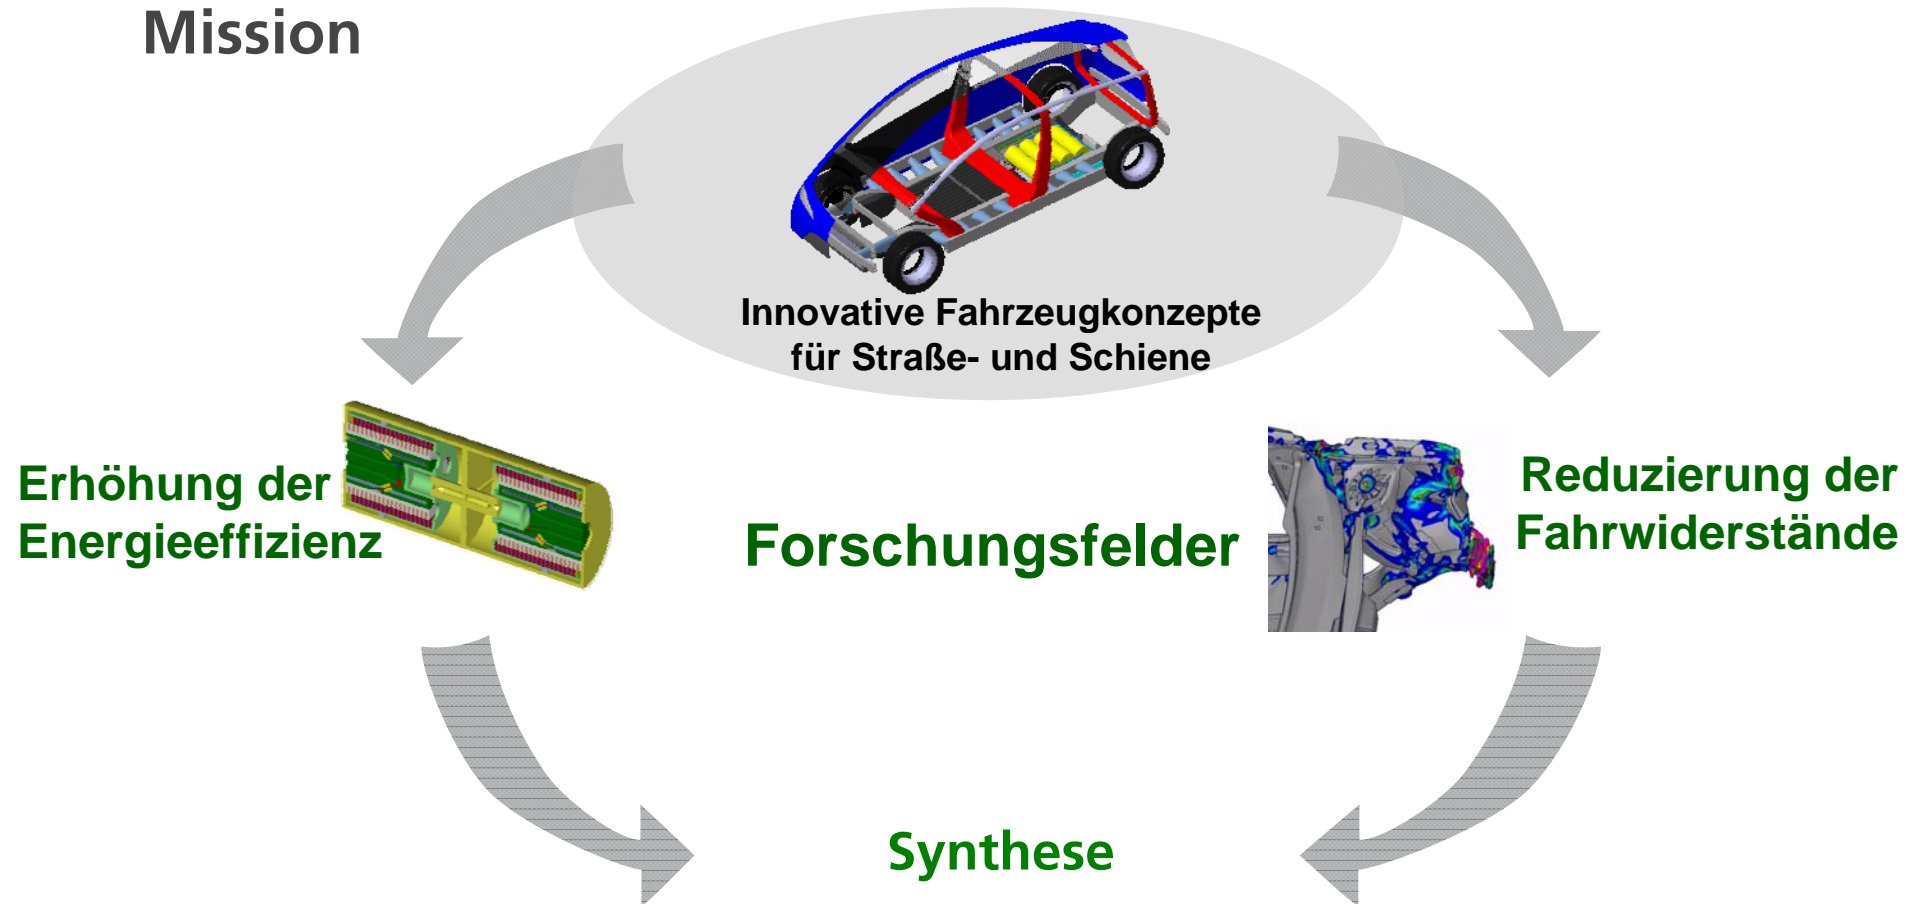 Mission
Innovative Fahrzeugkonzepte
für Straße- und Schiene
Erhöhung der
Energieeffizienz
Forschungsfelder
Reduzierung der
Fahrwiderstände
Synthese